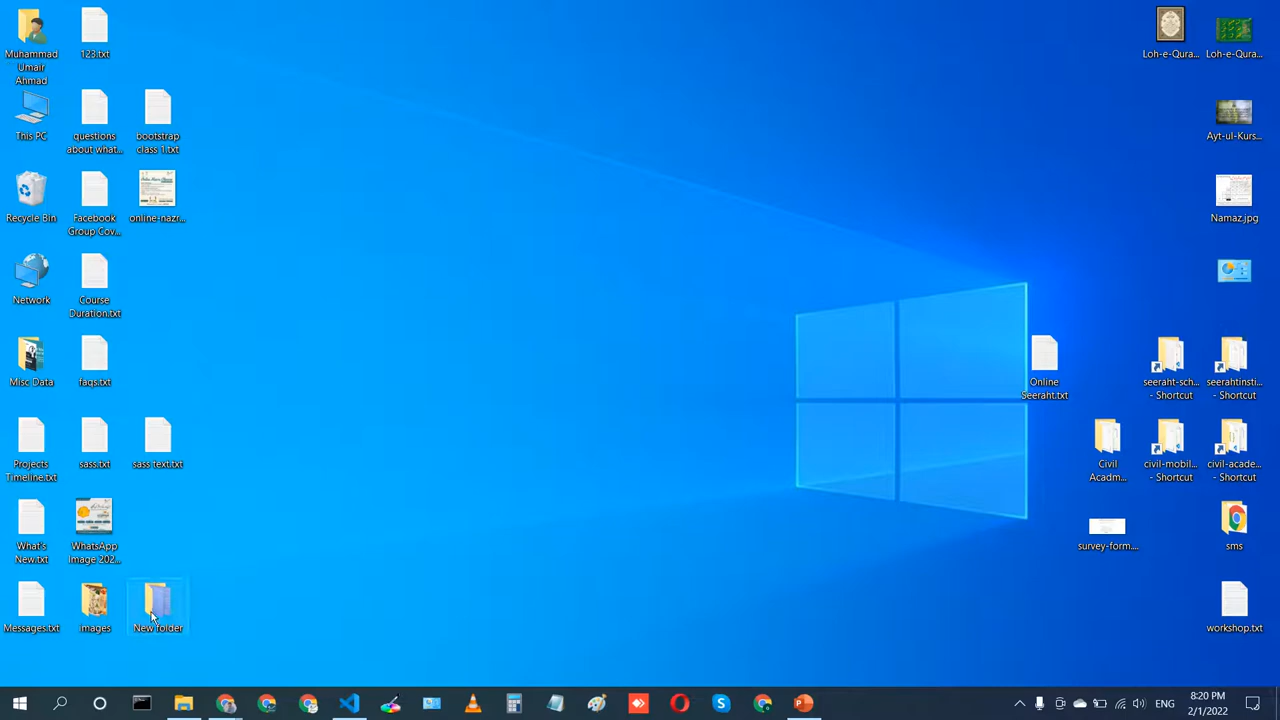 Muhammad
Umair
Ahmad
123.txt
This PC
questions
about what...
bootstrap
class 1.txt
Recycle Bin
Facebook
Group Cov...
online-nazr...
Network
Course
Duration.txt
Misc Data
faqs.txt
Projects
Timeline.txt
sass.txt
sass text.txt
What's
New.txt
WhatsApp
Image 202...
Messages.txt
images
New folder
Loh-e-Qura...
Loh-e-Qura...
Ayt-ul-Kurs...
Namaz.jpg
Online
Seeraht.txt
seeraht-sch...
- Shortcut
seerahtinsti...
- Shortcut
Civil
Acadm...
civil-mobil...
- Shortcut
civil-acade...
- Shortcut
survey-form....
sms
workshop.txt
ENG
8:20 PM
2/1/2022